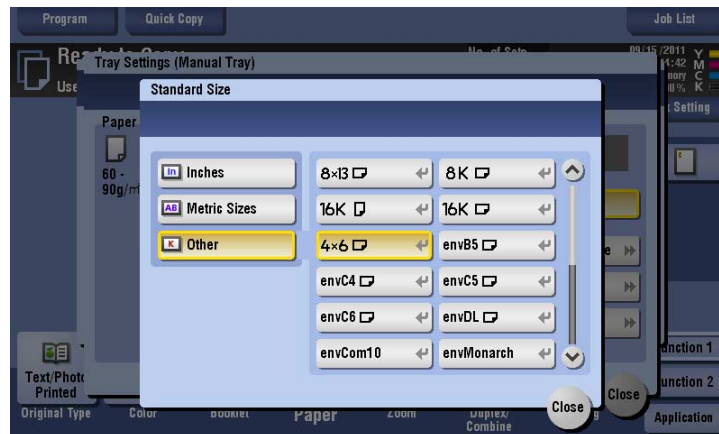 Program
Quick Copy
Job List
Tray Settings (Manual Tray)
Standard Size
Paper
60 -
90g/
Inches
Metric Sizes
Other
8×13
8K
16K
16K
4×6
envB5
envC4
envC5
envC6
envDL
envCom10
envMonarch
Close
Close
Y
M
C
K
Setting
Text/Photo
Printed
Original Type
Color
Booklet
Paper
Zoom
Duplex/
Combine
Function 1
Function 2
Application